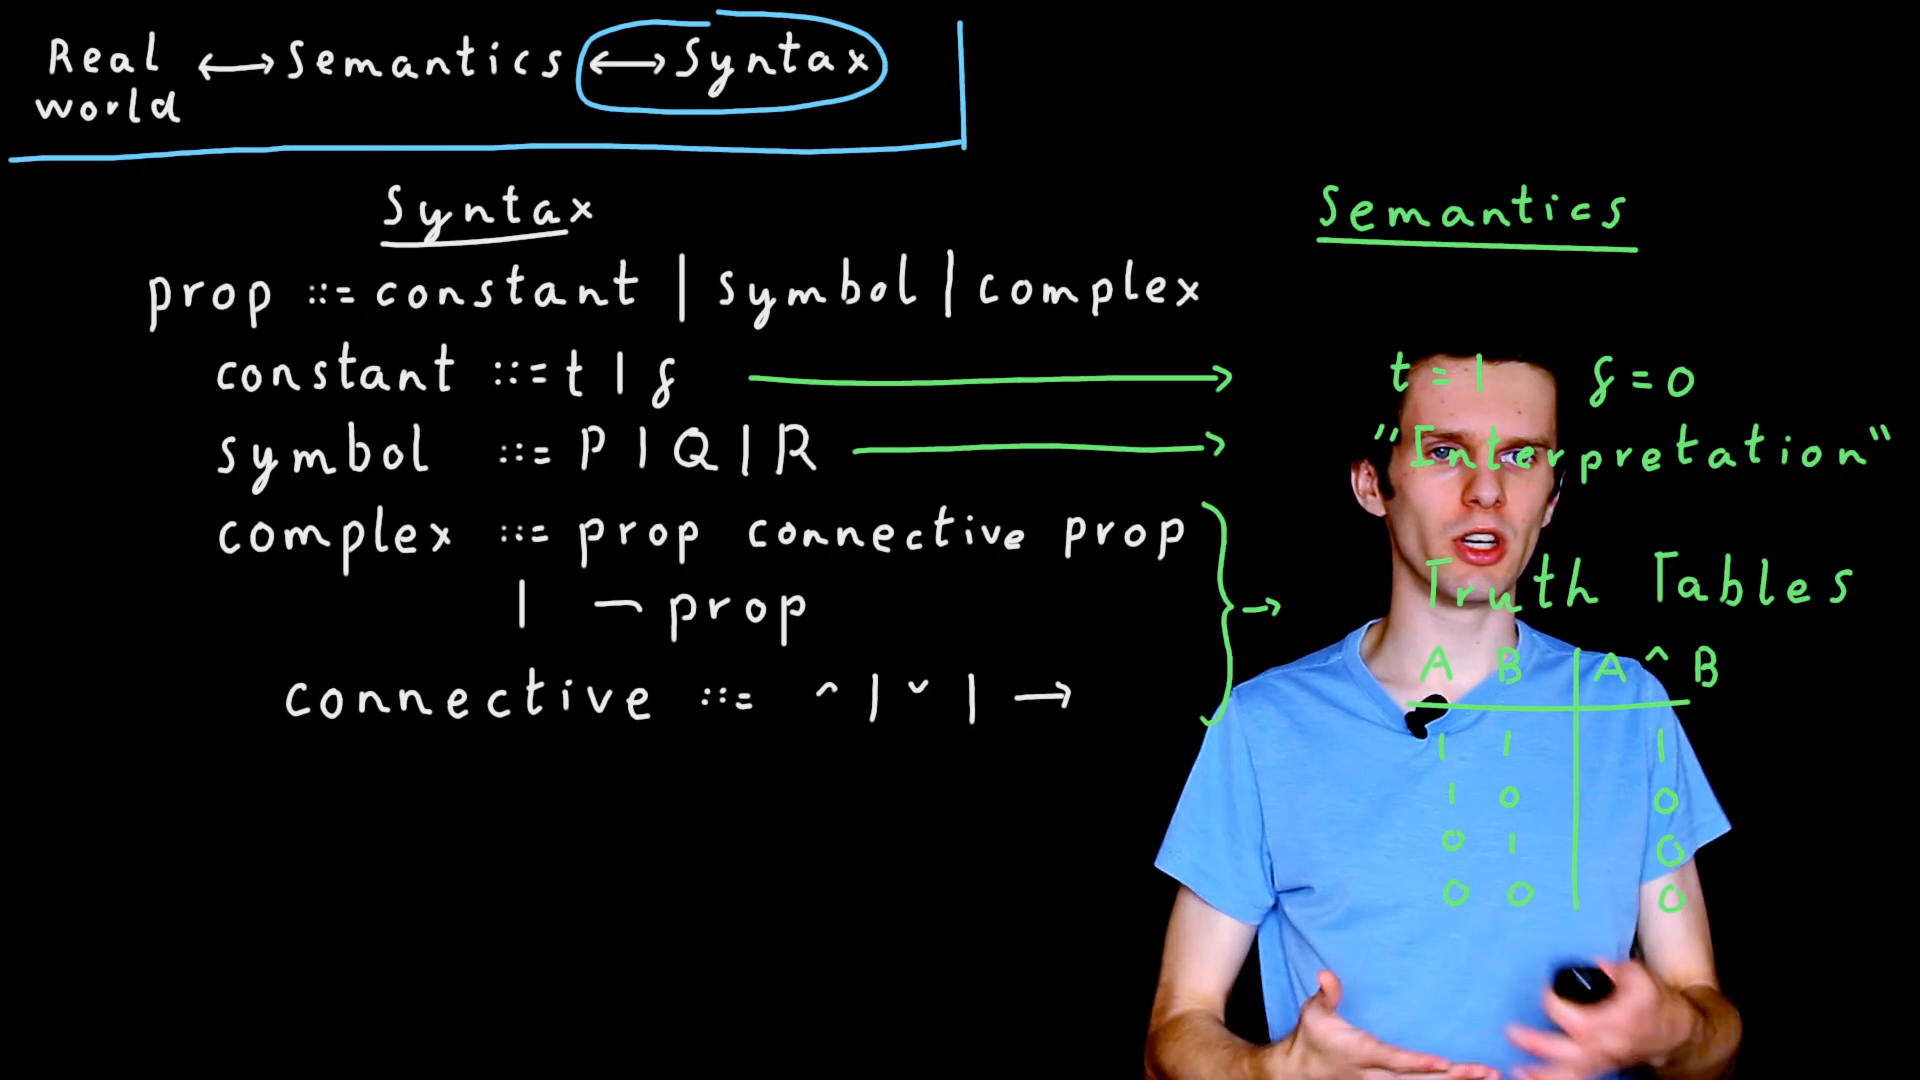 Real ⟷ Semantics ⟷ Syntax
world
Syntax
prop ::= constant | symbol | complex
constant ::= t | f
symbol ::= P | Q | R
complex ::= prop connective prop
| ¬ prop
connective ::= ^ | ˅ | →
Semantics
t = 1 f = 0
"Interpretation"
Truth Tables
A B | A ^ B
1 1 | 1
1 0 | 0
0 1 | 0
0 0 | 0